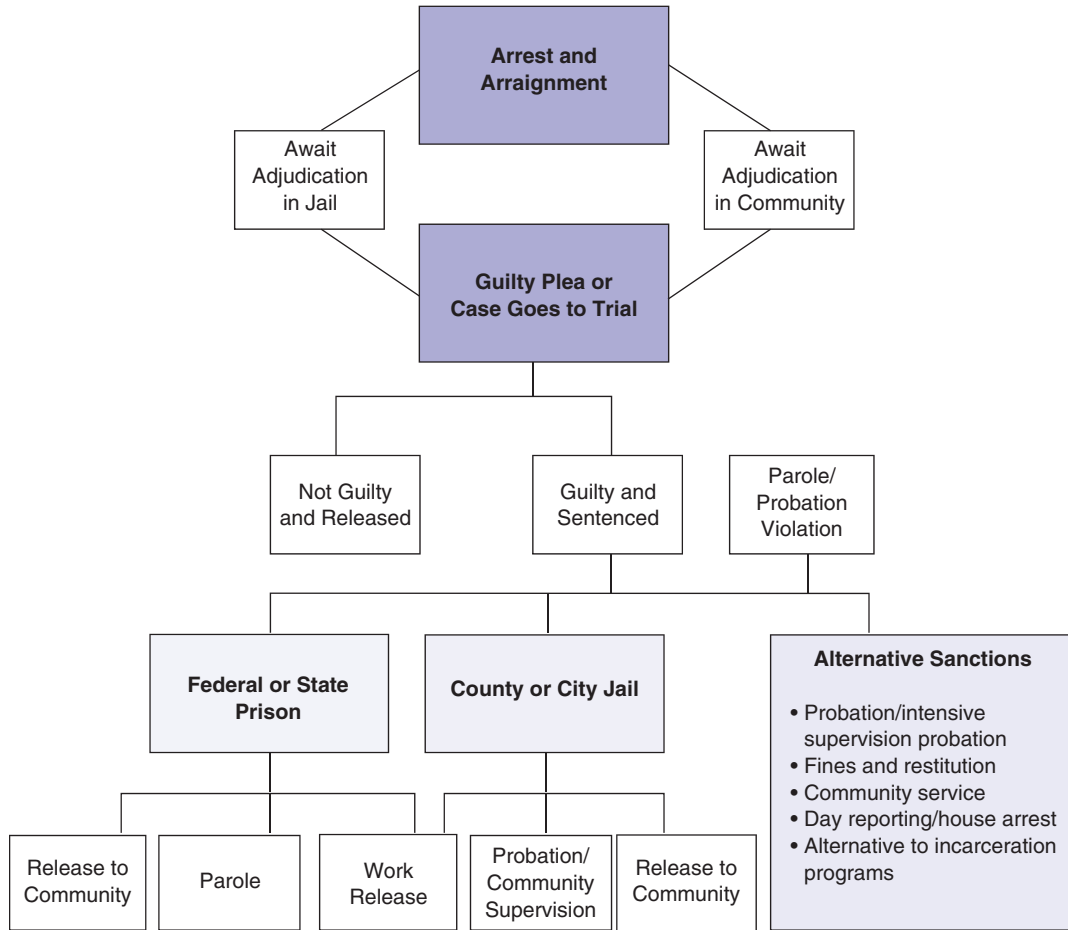 Arrest and
Arraignment
Await
Adjudication
in Jail
Await
Adjudication
in Community
Guilty Plea or
Case Goes to Trial
Not Guilty
and Released
Guilty and
Sentenced
Parole/
Probation
Violation
Federal or State
Prison
County or City Jail
Alternative Sanctions
• Probation/intensive
supervision probation
• Fines and restitution
• Community service
• Day reporting/house arrest
• Alternative to incarceration
programs
Release to
Community
Parole
Work
Release
Probation/
Community
Supervision
Release to
Community